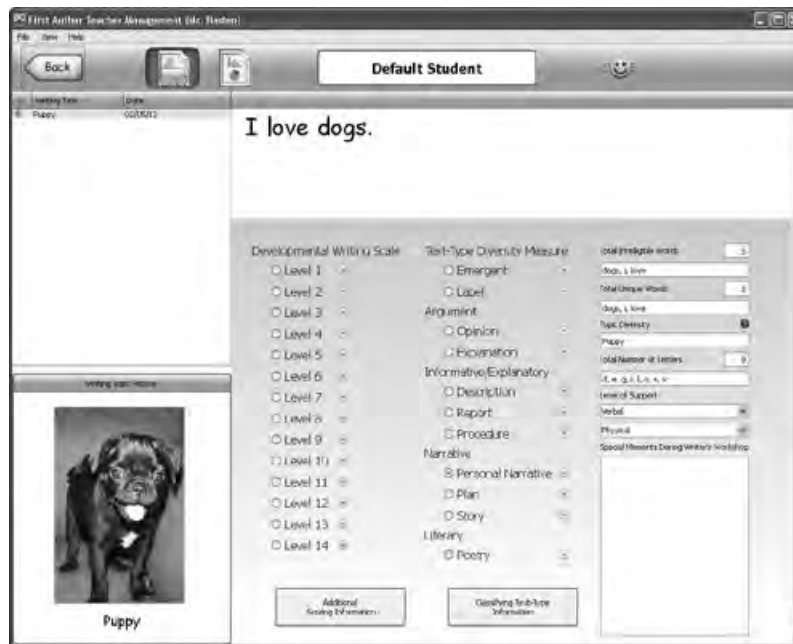 First Author Teacher Management
File View Help
Back
Default Student
Writing Topic Date
Puppy
I love dogs.
Developmental Writing Scale
Level 1
Level 2
Level 3
Level 4
Level 5
Level 6
Level 7
Level 8
Level 9
Level 10
Level 11
Level 12
Level 13
Level 14
Text-Type Diversity Measure
Emergent
Label
Argument
Opinion
Explanation
Informative/Explanatory
Description
Report
Procedure
Narrative
Personal Narrative
Plan
Story
Literary
Poetry
Total Intelligible Words 3
dogs, i, love
Total Unique Words 3
dogs, i, love
Topic Diversity
Puppy
Total Number of Letters
Level of Support
Verbal
Physical
Special Moments During Writer's Workshop
Puppy
Additional
Scoring Information
Classifying Text-Type
Information